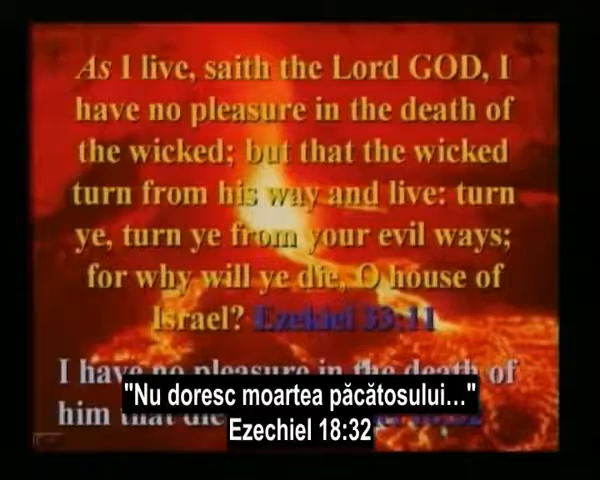 As I live, saith the Lord GOD, I
have no pleasure in the death of
the wicked; but that the wicked
turn from his way and live: turn
ye, turn ye from your evil ways;
for why will ye die, O house of
Israel? Ezekiel 33:11
I have no pleasure in the death of
him that die
"Nu doresc moartea păcătosului..."
Ezechiel 18:32